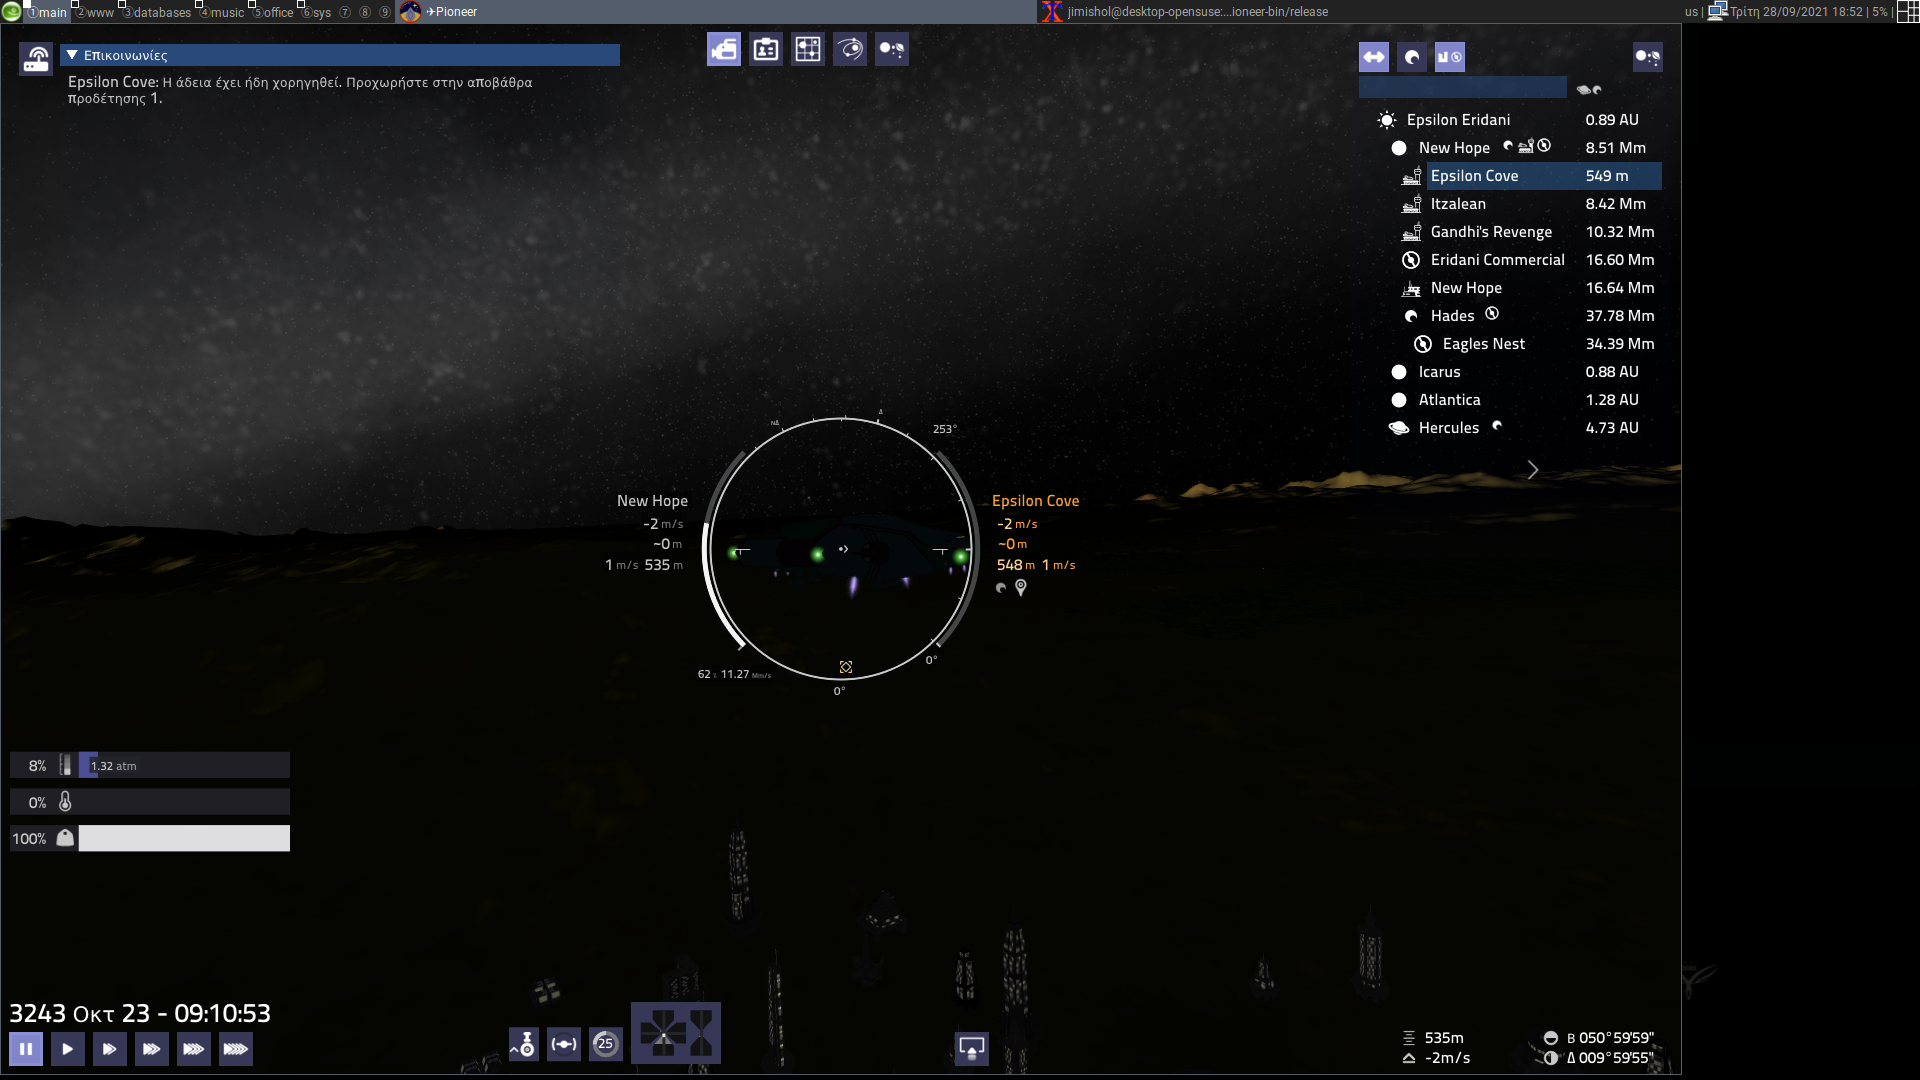 ①main ②www ③databases ④music ⑤office ⑥sys ⑦ ⑧ ⑨ ✈Pioneer jimishol@desktop-opensuse:...ioneer-bin/release us | Τρίτη 28/09/2021 18:52 | 5% |
▼ Επικοινωνίες
Epsilon Cove: Η άδεια έχει ήδη χορηγηθεί. Προχωρήστε στην αποβάθρα
προδέτησης 1.
Epsilon Eridani 0.89 AU
New Hope 8.51 Mm
Epsilon Cove 549 m
Itzalean 8.42 Mm
Gandhi's Revenge 10.32 Mm
Eridani Commercial 16.60 Mm
New Hope 16.64 Mm
Hades 37.78 Mm
Eagles Nest 34.39 Mm
Icarus 0.88 AU
Atlantica 1.28 AU
Hercules 4.73 AU
ΝΔ Δ 253°
New Hope
-2 m/s
~0 m
1 m/s 535 m
Epsilon Cove
-2 m/s
~0 m
548 m 1 m/s
62 % 11.27 Mm/s
0°
0°
8% 1.32 atm
0%
100%
3243 Οκτ 23 - 09:10:53
25
535m
-2m/s
Β 050°59'59"
Δ 009°59'55"